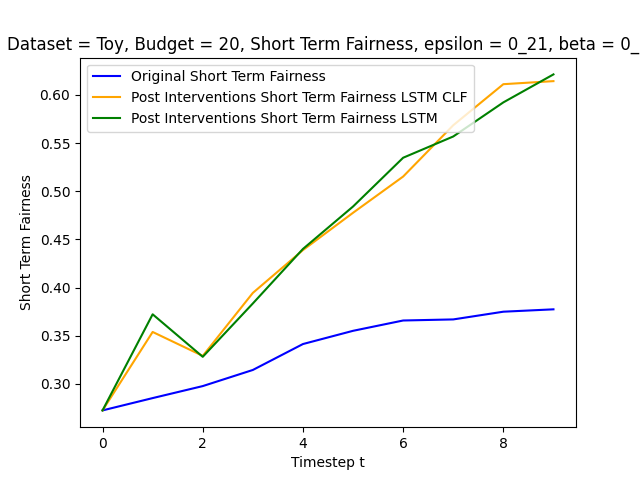 Dataset = Toy, Budget = 20, Short Term Fairness, epsilon = 0_21, beta = 0_
Original Short Term Fairness
Post Interventions Short Term Fairness LSTM CLF
Post Interventions Short Term Fairness LSTM
0.60
0.55
0.50
0.45
0.40
0.35
0.30
Short Term Fairness
0 2 4 6 8
Timestep t